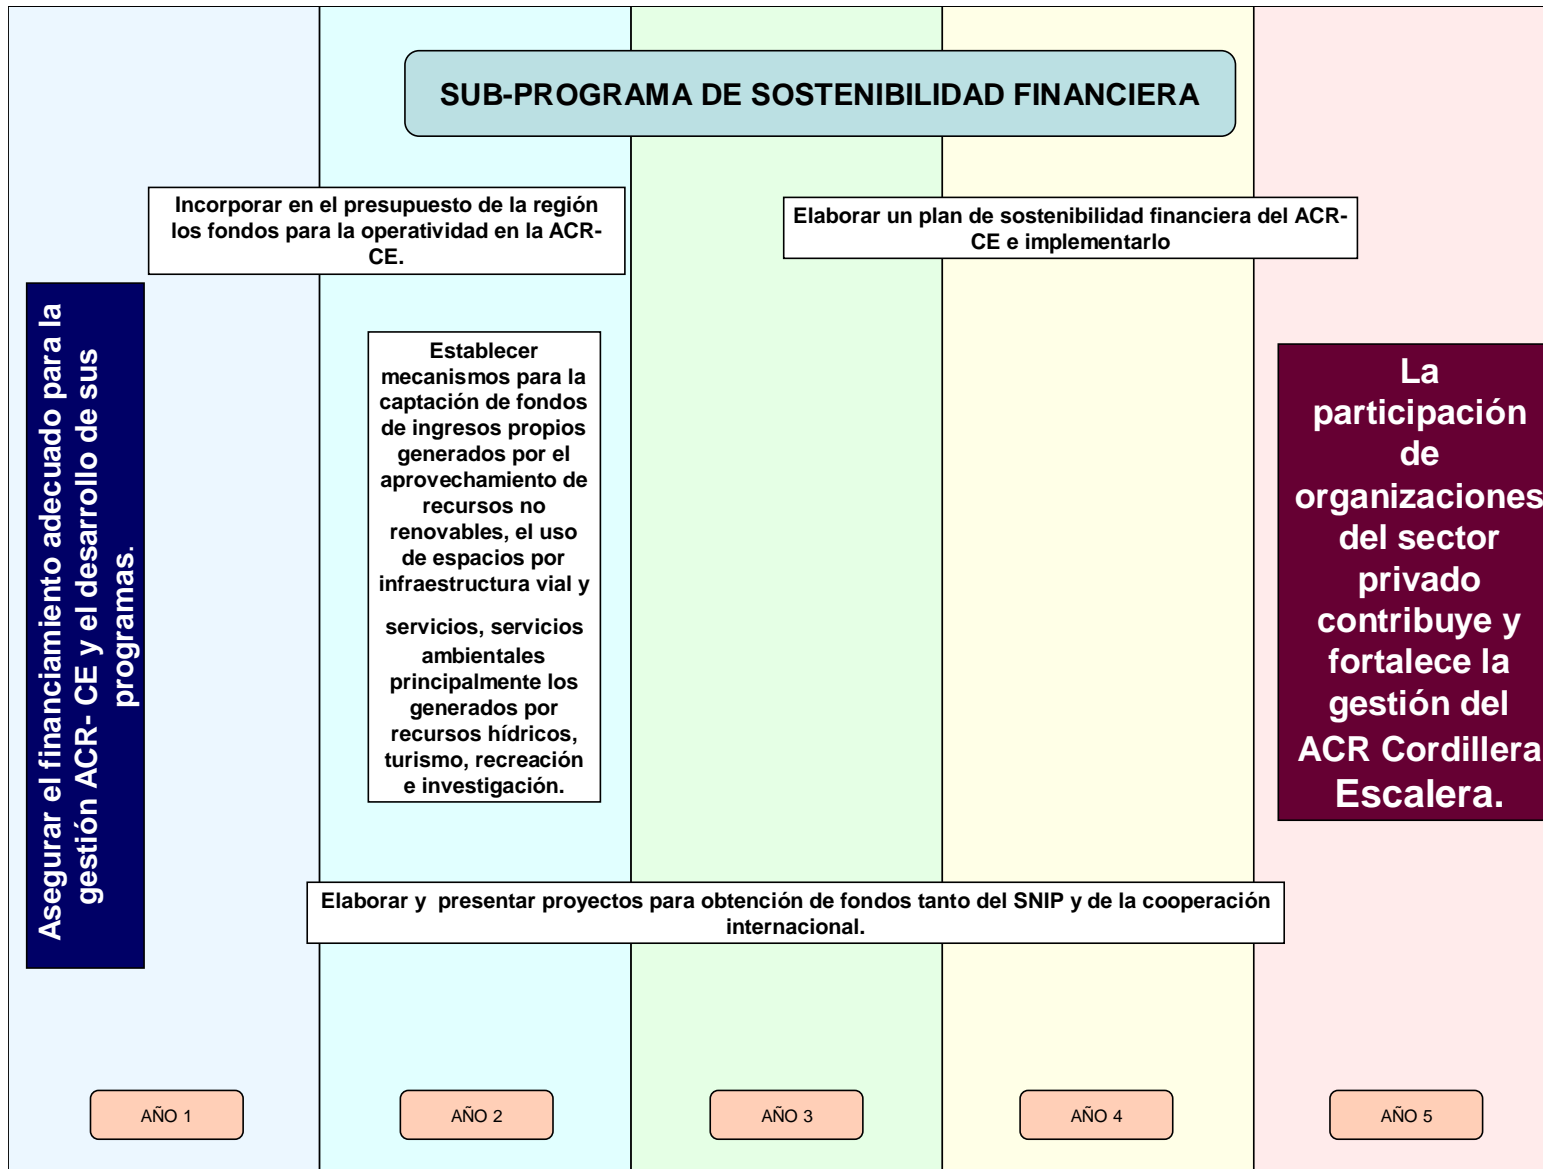 SUB-PROGRAMA DE SOSTENIBILIDAD FINANCIERA
Incorporar en el presupuesto de la región
los fondos para la operatividad en la ACR-
CE.
Elaborar un plan de sostenibilidad financiera del ACR-
CE e implementarlo
Asegurar el financiamiento adecuado para la
gestión ACR- CE y el desarrollo de sus
programas.
Establecer
mecanismos para la
captación de fondos
de ingresos propios
generados por el
aprovechamiento de
recursos no
renovables, el uso
de espacios por
infraestructura vial y
servicios, servicios
ambientales
principalmente los
generados por
recursos hídricos,
turismo, recreación
e investigación.
La
participación
de
organizaciones
del sector
privado
contribuye y
fortalece la
gestión del
ACR Cordillera
Escalera.
Elaborar y  presentar proyectos para obtención de fondos tanto del SNIP y de la cooperación
internacional.
AÑO 1
AÑO 2
AÑO 3
AÑO 4
AÑO 5